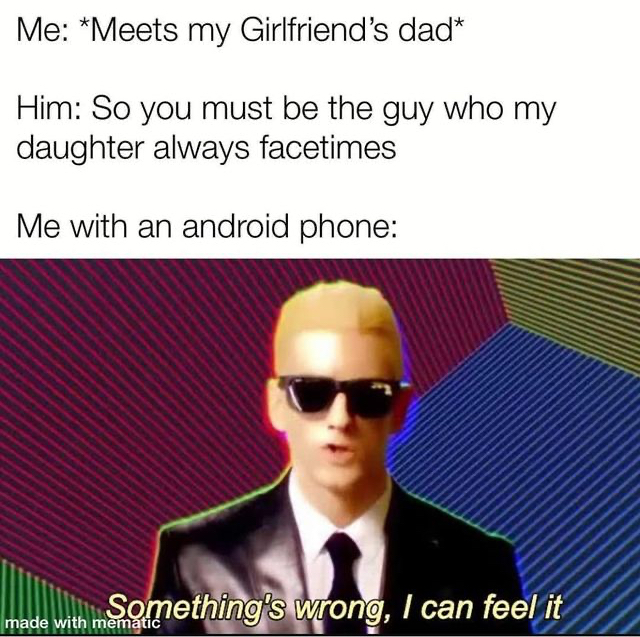 Me: *Meets my Girlfriend's dad*
Him: So you must be the guy who my
daughter always facetimes
Me with an android phone:
Something's wrong, I can feel it
made with mematic